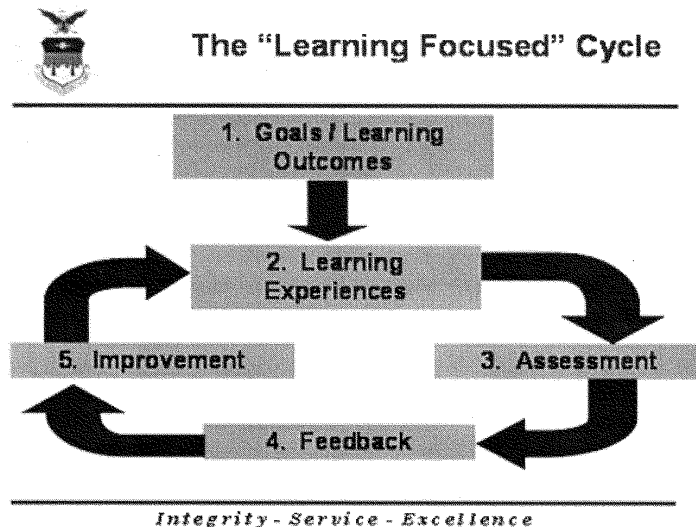 The "Learning Focused" Cycle
1. Goals / Learning
Outcomes
2. Learning
Experiences
5. Improvement
3. Assessment
4. Feedback
Integrity - Service - Excellence